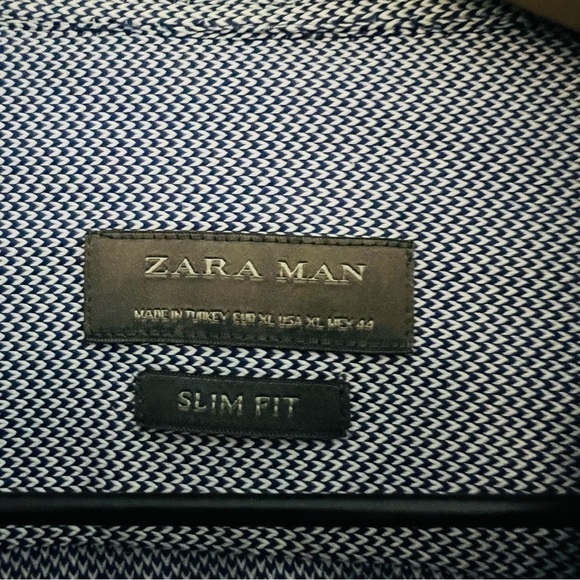 ZARA MAN
MADE IN TURKEY EUR XL USA XL MEX 44
SLIM FIT